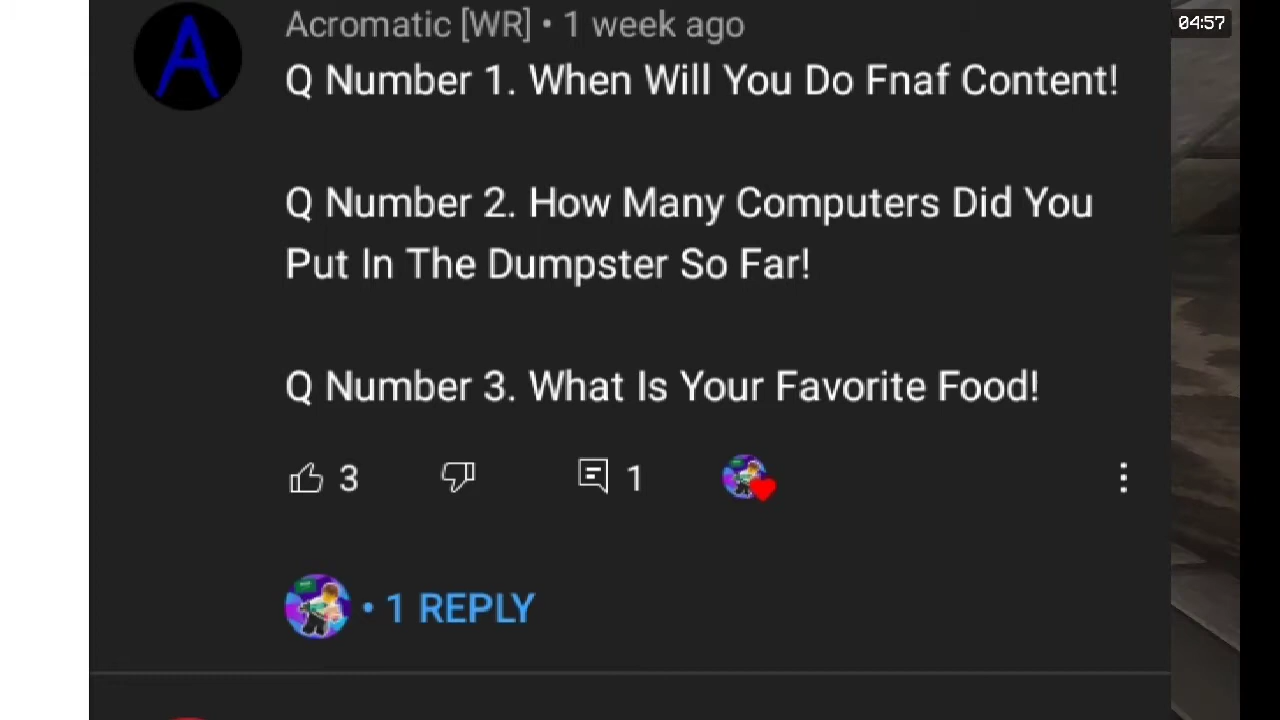 Acromatic [WR] • 1 week ago
04:57
A
Q Number 1. When Will You Do Fnaf Content!
Q Number 2. How Many Computers Did You
Put In The Dumpster So Far!
Q Number 3. What Is Your Favorite Food!
3
1
• 1 REPLY